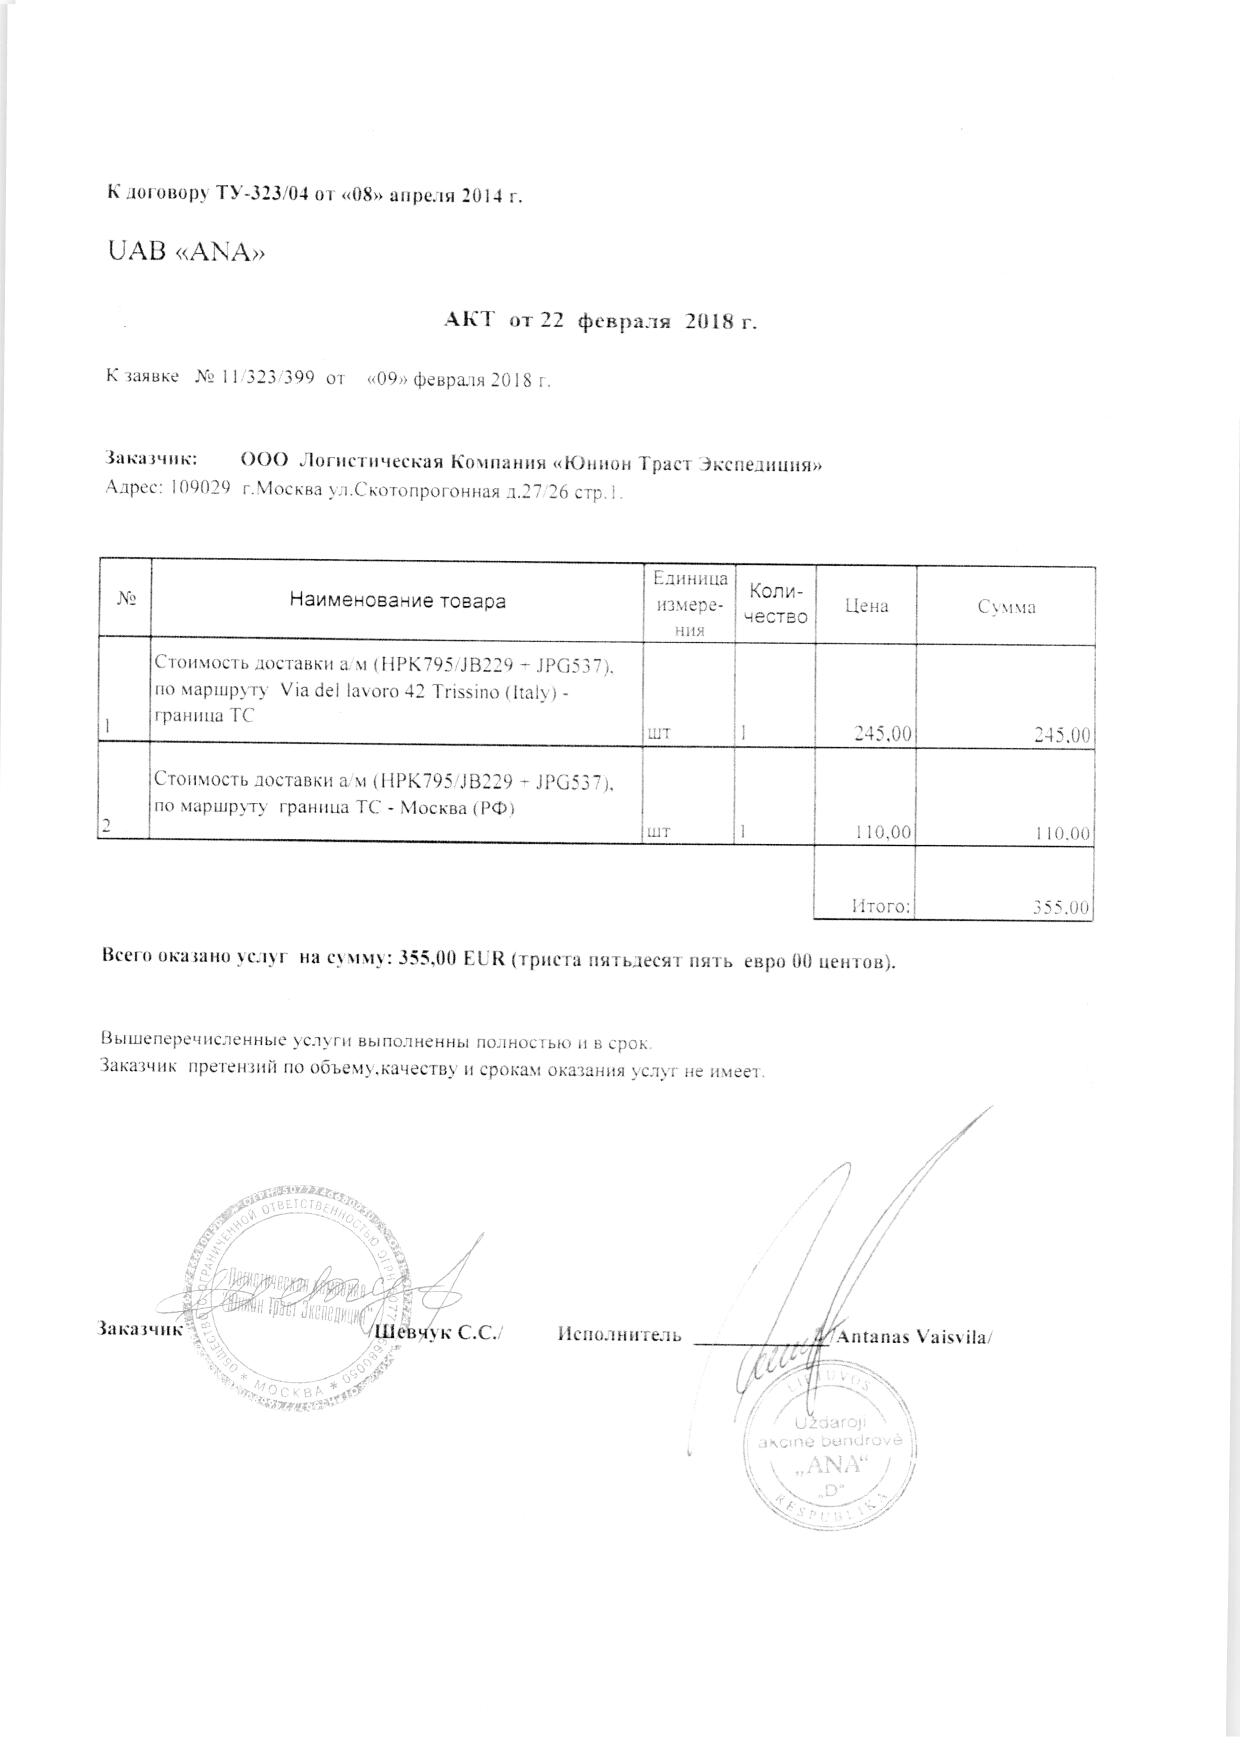 К договору ТУ-323/04 от «08» апреля 2014 г.
UAB «ANA»
АКТ от 22 февраля 2018 г.
К заявке № 11/323/399 от «09» февраля 2018 г.
Заказчик: ООО Логистическая Компания «Юнион Траст Экспедиция»
Адрес: 109029 г.Москва ул.Скотопрогонная д.27/26 стр.1.
№ Наименование товара Единица измере- ния Коли- чество Цена Сумма
Стоимость доставки а/м (HPK795/JB229 + JPG537),
по маршруту Via del lavoro 42 Trissino (Italy) -
граница ТС
1 шт 1 245,00 245,00
Стоимость доставки а/м (HPK795/JB229 + JPG537),
по маршруту граница ТС - Москва (РФ)
2 шт 1 110,00 110,00
Итого: 355,00
Всего оказано услуг на сумму: 355,00 EUR (триста пятьдесят пять евро 00 центов).
Вышеперечисленные услуги выполненны полностью и в срок.
Заказчик претензий по объему,качеству и срокам оказания услуг не имеет.
ОБЩЕСТВО С ОГРАНИЧЕННОЙ ОТВЕТСТВЕННОСТЬЮ ОГРН
Логистическая компания
"Юнион Траст Экспедиция"
* МОСКВА *
Заказчик /Шевчук С.С./ Исполнитель /Antanas Vaisvila/
LIETUVOS
Uždaroji
akcinė bendrovė
„ANA“
„D“
RESPUBLIKA